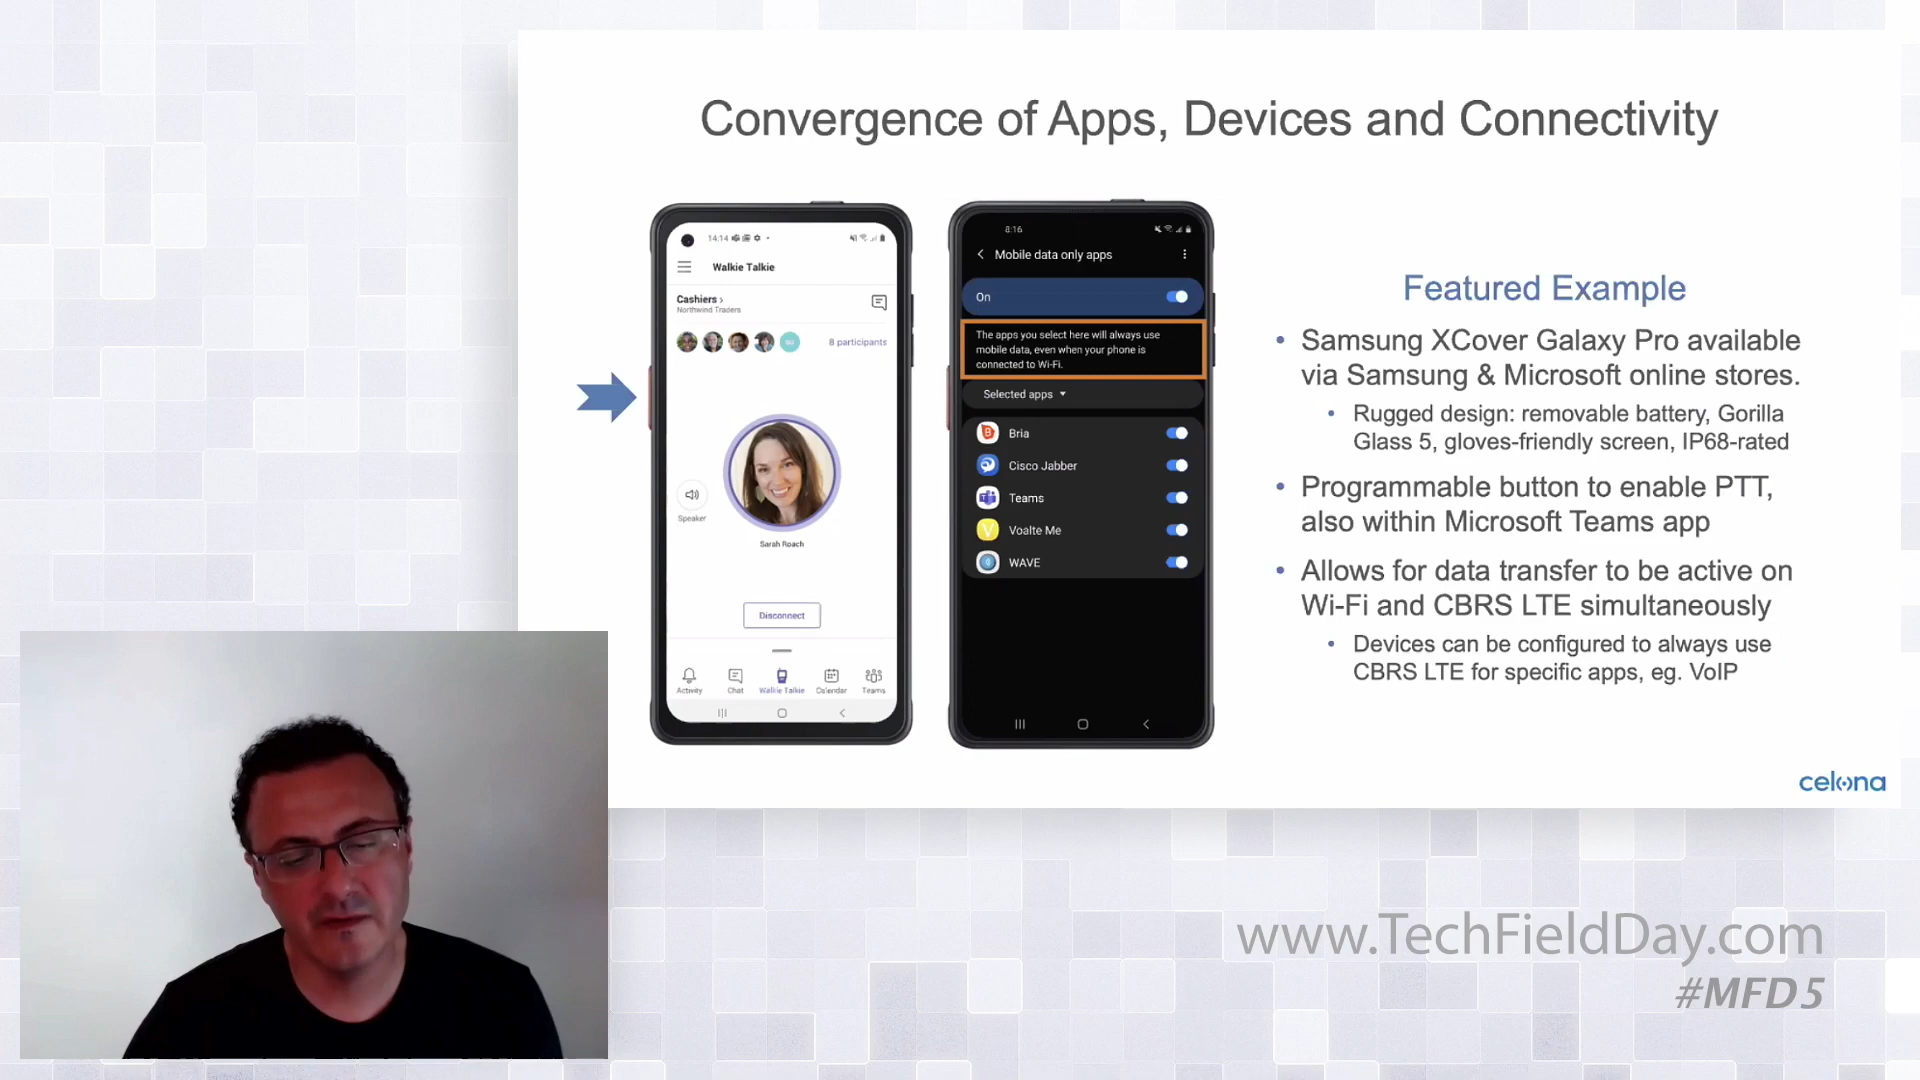 Convergence of Apps, Devices and Connectivity
14:14
Walkie Talkie
Cashiers ›
Northwind Traders
8 participants
Speaker
Sarah Roach
Disconnect
Activity
Chat
Walkie Talkie
Calendar
Teams
8:16
Mobile data only apps
On
The apps you select here will always use
mobile data, even when your phone is
connected to Wi-Fi.
Selected apps
Bria
Cisco Jabber
Teams
Voalte Me
WAVE
Featured Example
• Samsung XCover Galaxy Pro available
via Samsung & Microsoft online stores.
• Rugged design: removable battery, Gorilla
Glass 5, gloves-friendly screen, IP68-rated
• Programmable button to enable PTT,
also within Microsoft Teams app
• Allows for data transfer to be active on
Wi-Fi and CBRS LTE simultaneously
• Devices can be configured to always use
CBRS LTE for specific apps, eg. VoIP
celona
www.TechFieldDay.com
#MFD5